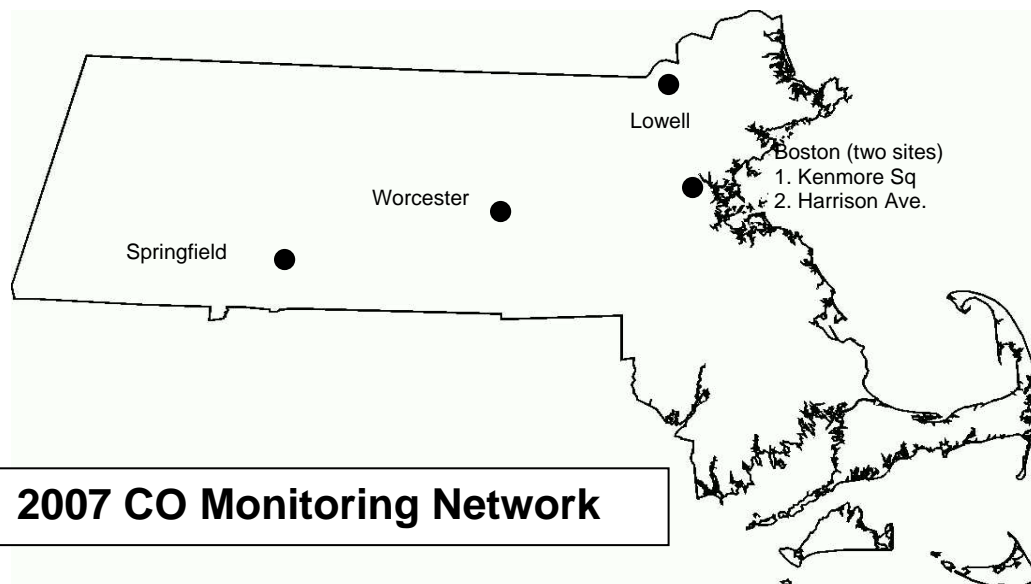 Lowell
Boston (two sites)
1. Kenmore Sq
2. Harrison Ave.
Worcester
Springfield
2007 CO Monitoring Network